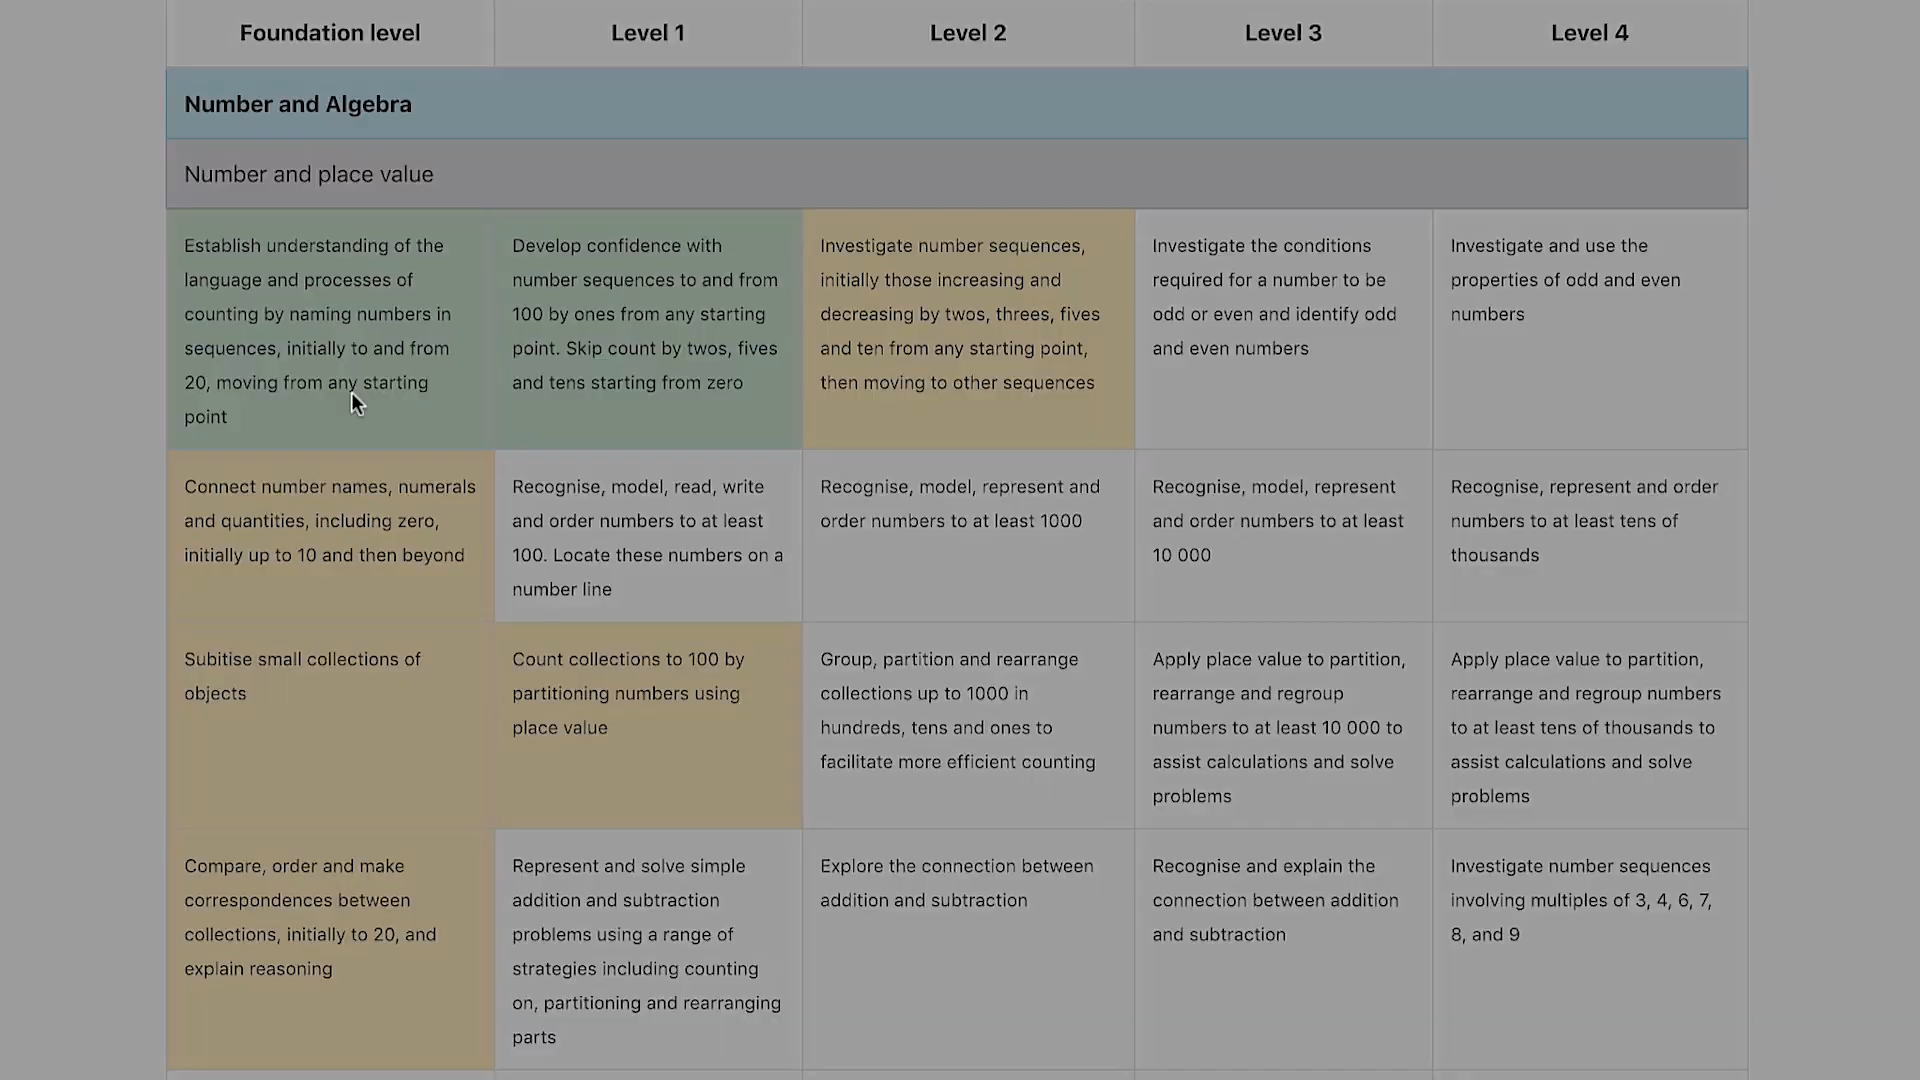 Foundation level
Level 1
Level 2
Level 3
Level 4
Number and Algebra
Number and place value
Establish understanding of the
language and processes of
counting by naming numbers in
sequences, initially to and from
20, moving from any starting
point
Develop confidence with
number sequences to and from
100 by ones from any starting
point. Skip count by twos, fives
and tens starting from zero
Investigate number sequences,
initially those increasing and
decreasing by twos, threes, fives
and ten from any starting point,
then moving to other sequences
Investigate the conditions
required for a number to be
odd or even and identify odd
and even numbers
Investigate and use the
properties of odd and even
numbers
Connect number names, numerals
and quantities, including zero,
initially up to 10 and then beyond
Recognise, model, read, write
and order numbers to at least
100. Locate these numbers on a
number line
Recognise, model, represent and
order numbers to at least 1000
Recognise, model, represent
and order numbers to at least
10 000
Recognise, represent and order
numbers to at least tens of
thousands
Subitise small collections of
objects
Count collections to 100 by
partitioning numbers using
place value
Group, partition and rearrange
collections up to 1000 in
hundreds, tens and ones to
facilitate more efficient counting
Apply place value to partition,
rearrange and regroup
numbers to at least 10 000 to
assist calculations and solve
problems
Apply place value to partition,
rearrange and regroup numbers
to at least tens of thousands to
assist calculations and solve
problems
Compare, order and make
correspondences between
collections, initially to 20, and
explain reasoning
Represent and solve simple
addition and subtraction
problems using a range of
strategies including counting
on, partitioning and rearranging
parts
Explore the connection between
addition and subtraction
Recognise and explain the
connection between addition
and subtraction
Investigate number sequences
involving multiples of 3, 4, 6, 7,
8, and 9